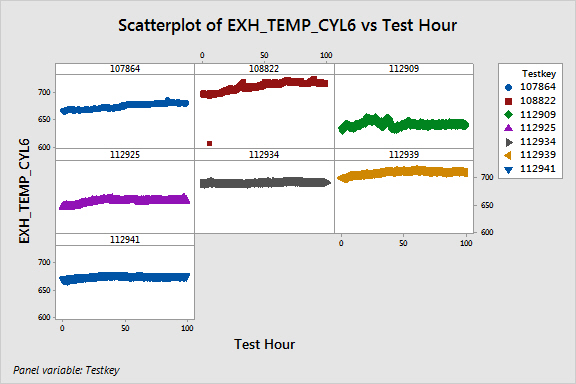 Scatterplot of EXH_TEMP_CYL6 vs Test Hour
0 50 100
107864 108822 112909
700
650
600
112925 112934 112939
700
650
600
112941
700
650
600
0 50 100
0 50 100
EXH_TEMP_CYL6
Test Hour
Testkey
107864
108822
112909
112925
112934
112939
112941
Panel variable: Testkey